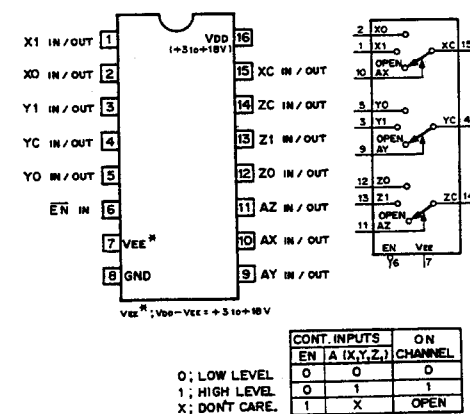 X1 IN/OUT 1
X0 IN/OUT 2
Y1 IN/OUT 3
YC IN/OUT 4
Y0 IN/OUT 5
EN IN 6
7 VEE*
8 GND
VDD 16
(+3to+18V)
15 XC IN/OUT
14 ZC IN/OUT
13 Z1 IN/OUT
12 Z0 IN/OUT
11 AZ IN/OUT
10 AX IN/OUT
9 AY IN/OUT
VEE*; VDD-VEE=+3to+18V
2 X0
1 X1 XC 15
OPEN
10 AX
5 Y0
3 Y1 YC 4
OPEN
9 AY
12 Z0
13 Z1 ZC 14
OPEN
11 AZ
EN VEE
6 7
CONT. INPUTS ON
EN A (X,Y,Z,) CHANNEL
0 0 0
0 1 1
1 X OPEN
0; LOW LEVEL
1; HIGH LEVEL
X; DON'T CARE.